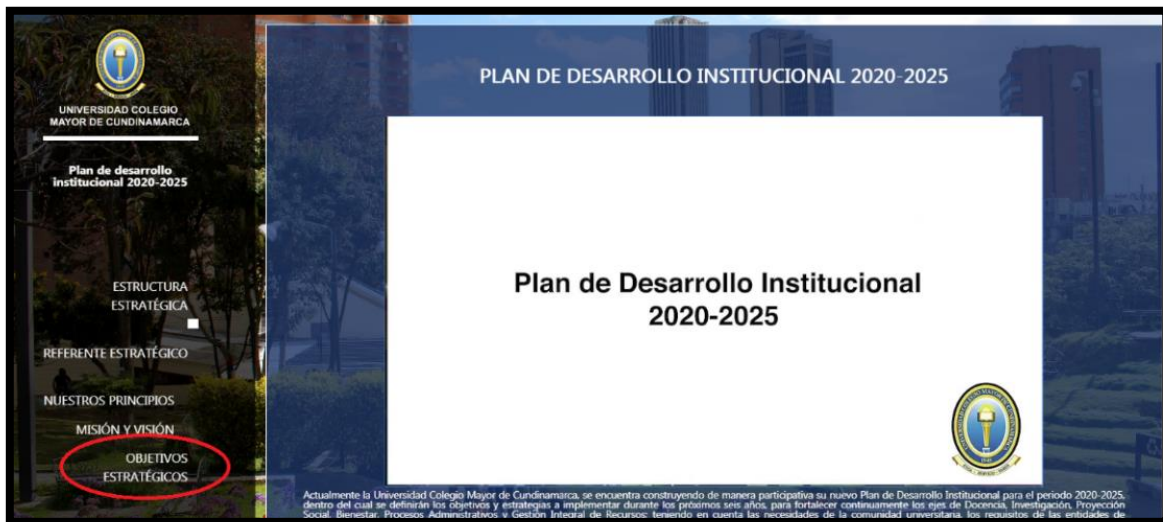 UNIVERSIDAD COLEGIO
MAYOR DE CUNDINAMARCA
Plan de desarrollo
institucional 2020-2025
ESTRUCTURA
ESTRATÉGICA
REFERENTE ESTRATÉGICO
NUESTROS PRINCIPIOS
MISIÓN Y VISIÓN
OBJETIVOS
ESTRATÉGICOS
PLAN DE DESARROLLO INSTITUCIONAL 2020-2025
Plan de Desarrollo Institucional
2020-2025
Actualmente la Universidad Colegio Mayor de Cundinamarca, se encuentra construyendo de manera participativa su nuevo Plan de Desarrollo Institucional para el periodo 2020-2025,
dentro del cual se definirán los objetivos y estrategias a implementar durante los próximos seis años, para fortalecer continuamente los ejes de Docencia, Investigación, Proyección
Social, Bienestar, Procesos Administrativos y Gestión Integral de Recursos; teniendo en cuenta las necesidades de la comunidad universitaria, los requisitos de las entidades de